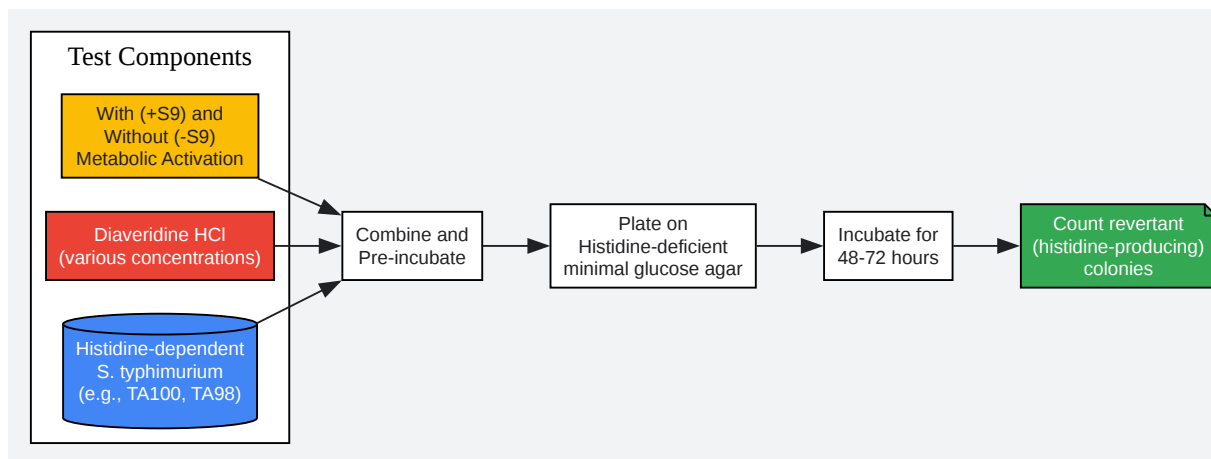 Test Components
With (+S9) and
Without (-S9)
Metabolic Activation
Diaveridine HCl
(various concentrations)
Histidine-dependent
S. typhimurium
(e.g., TA100, TA98)
Combine and
Pre-incubate
Plate on
Histidine-deficient
minimal glucose agar
Incubate for
48-72 hours
Count revertant
(histidine-producing)
colonies